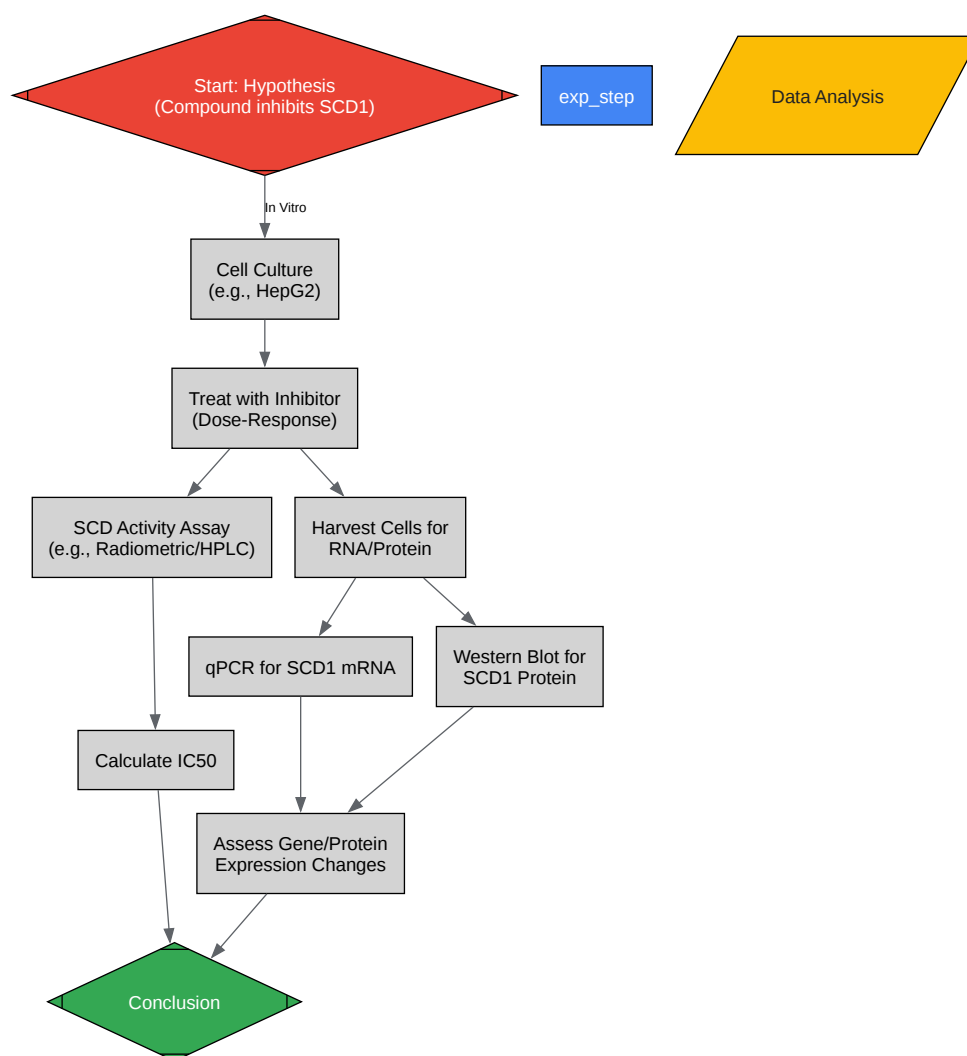 Start: Hypothesis
(Compound inhibits SCD1)
exp_step
Data Analysis
In Vitro
Cell Culture
(e.g., HepG2)
Treat with Inhibitor
(Dose-Response)
SCD Activity Assay
(e.g., Radiometric/HPLC)
Harvest Cells for
RNA/Protein
qPCR for SCD1 mRNA
Western Blot for
SCD1 Protein
Calculate IC50
Assess Gene/Protein
Expression Changes
Conclusion